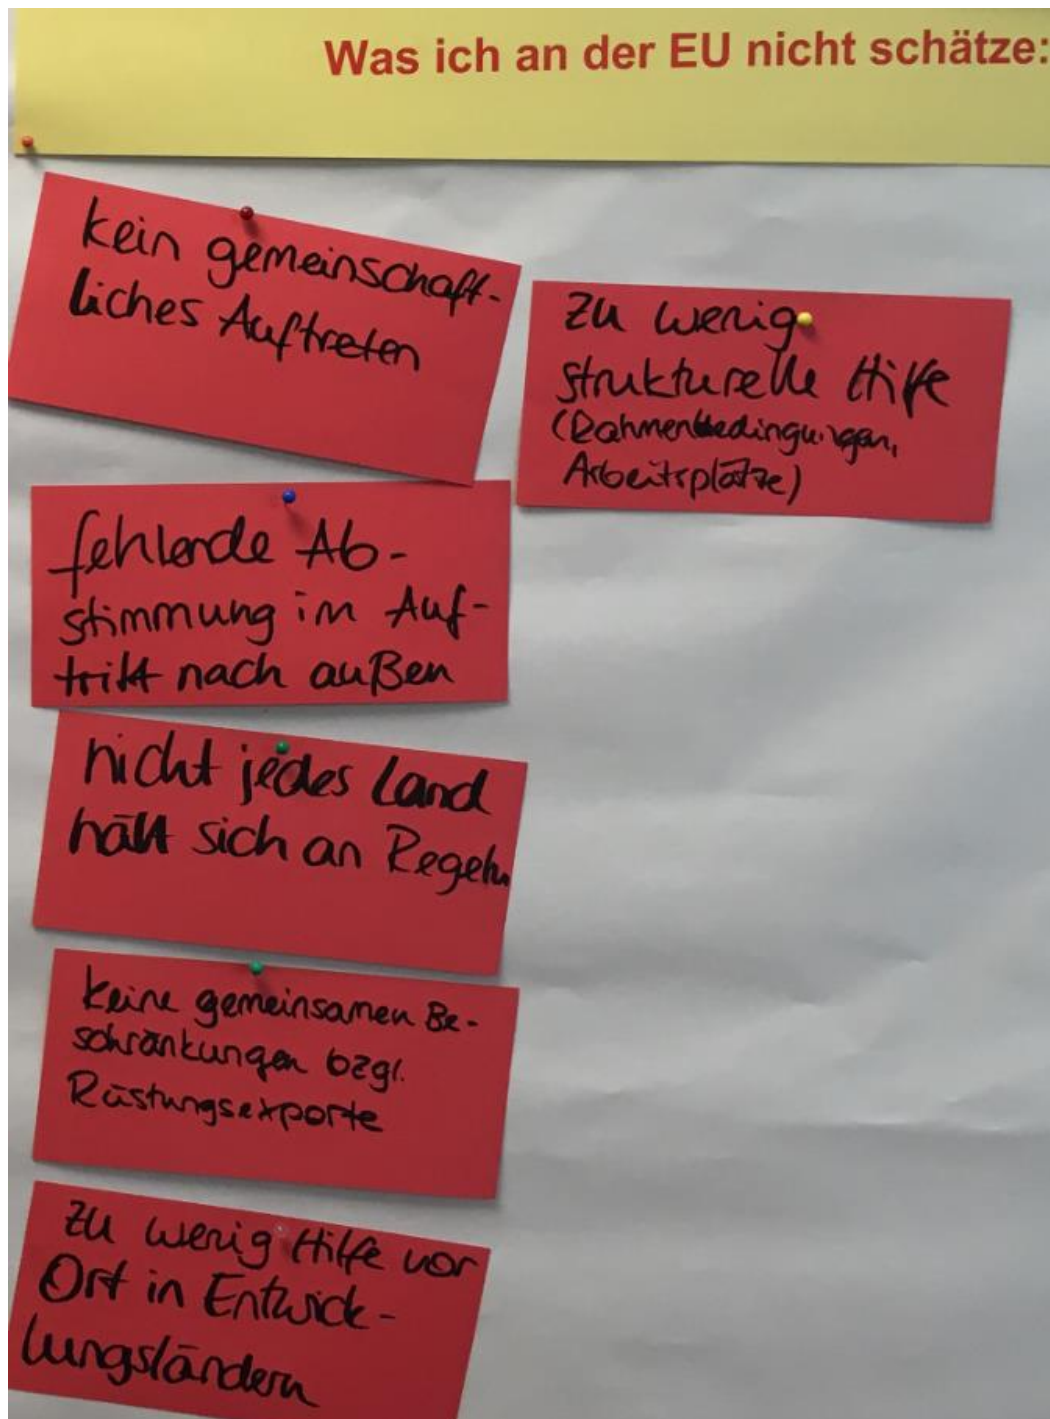 Was ich an der EU nicht schätze:
kein gemeinschaft-
liches Auftreten
fehlende Ab-
stimmung im Auf-
tritt nach außen
nicht jedes Land
hält sich an Regeln
keine gemeinsamen Be-
schränkungen bzgl.
Rüstungsexporte
zu wenig Hilfe vor
Ort in Entwick-
lungsländern
zu wenig
strukturelle Hilfe
(Rahmenbedingungen,
Arbeitsplätze)